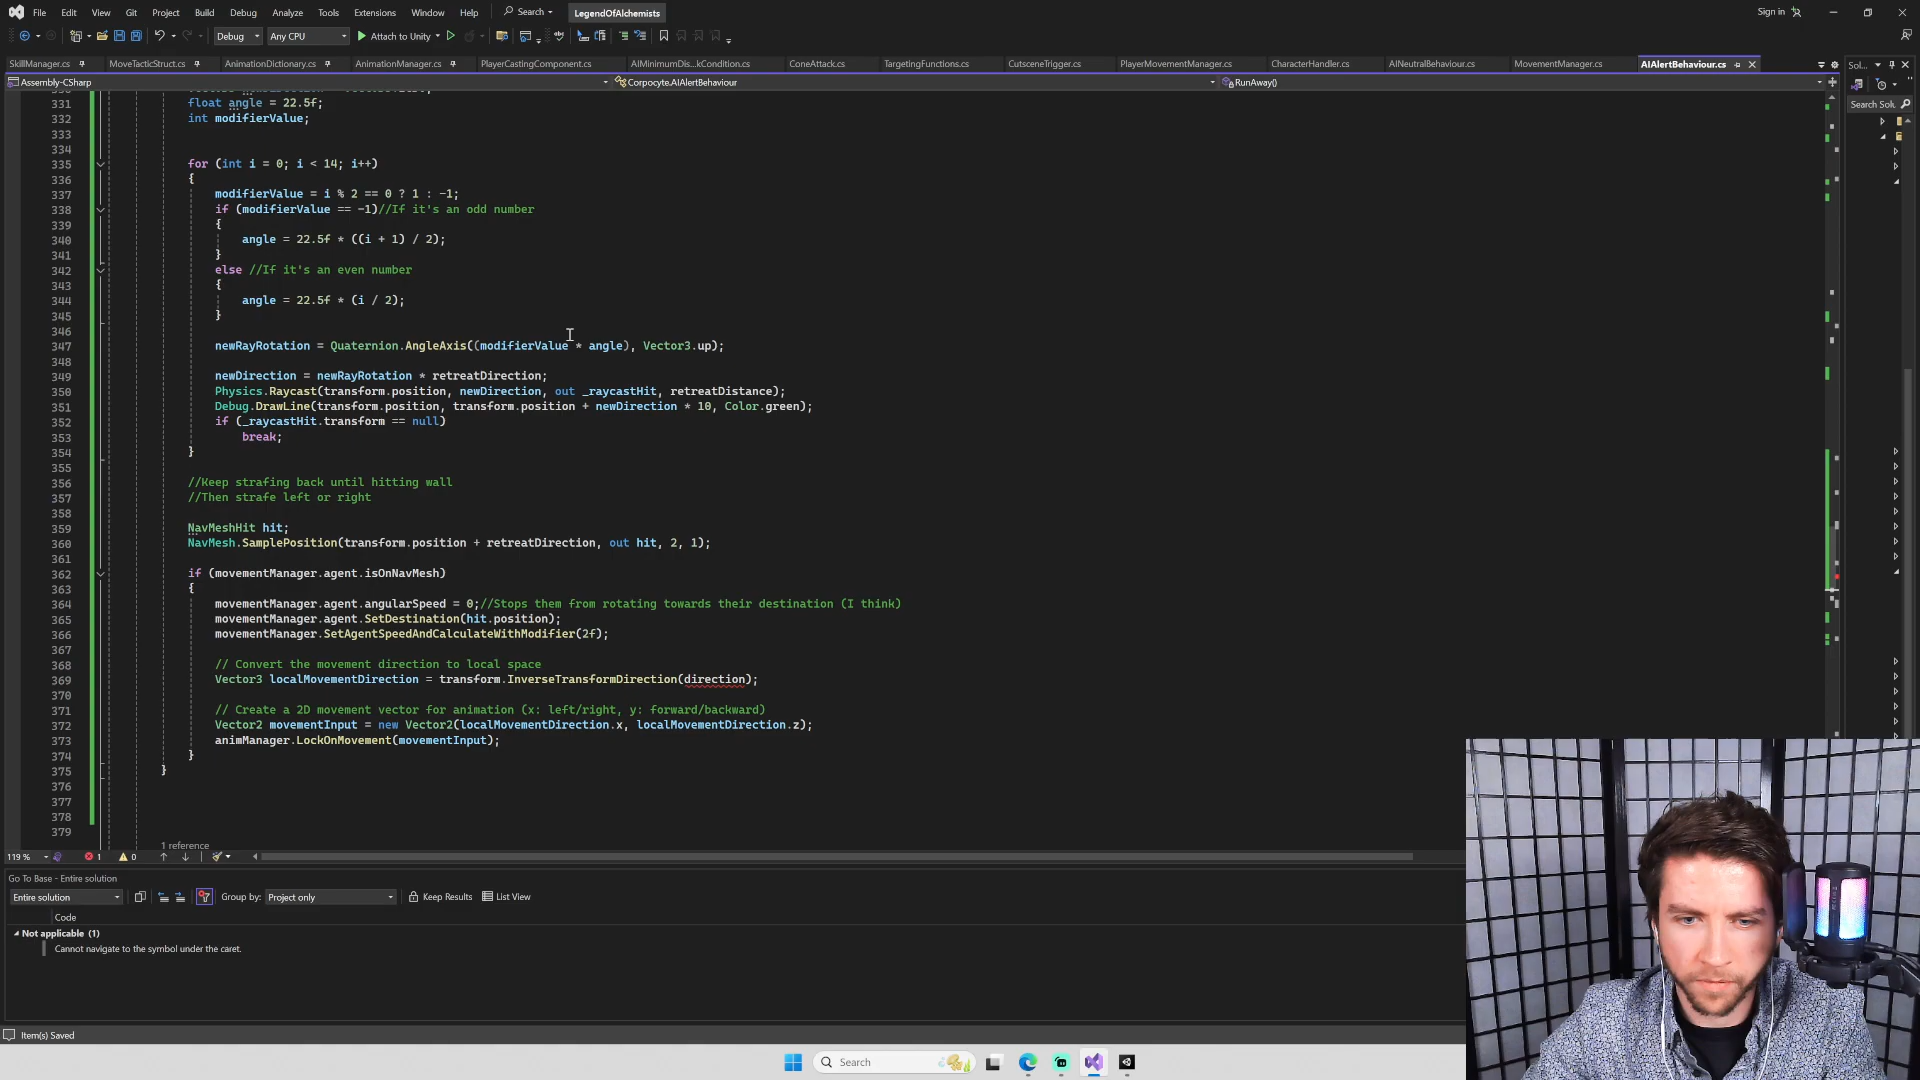 File Edit View Git Project Build Debug Analyze Tools Extensions Window Help Search LegendOfAlchemists Sign in
Debug Any CPU Attach to Unity
SkillManager.cs MoveTacticStruct.cs AnimationDictionary.cs AnimationManager.cs PlayerCastingComponent.cs AIMinimumDis...kCondition.cs ConeAttack.cs TargetingFunctions.cs CutsceneTrigger.cs PlayerMovementManager.cs CharacterHandler.cs AINeutralBehaviour.cs MovementManager.cs AIAlertBehaviour.cs Sol...
Assembly-CSharp Corpocyte.AIAlertBehaviour RunAway()
Search Solu
331 float angle = 22.5f;
332 int modifierValue;
333
334
335 for (int i = 0; i < 14; i++)
336 {
337 modifierValue = i % 2 == 0 ? 1 : -1;
338 if (modifierValue == -1)//If it's an odd number
339 {
340 angle = 22.5f * ((i + 1) / 2);
341 }
342 else //If it's an even number
343 {
344 angle = 22.5f * (i / 2);
345 }
346
347 newRayRotation = Quaternion.AngleAxis((modifierValue * angle), Vector3.up);
348
349 newDirection = newRayRotation * retreatDirection;
350 Physics.Raycast(transform.position, newDirection, out _raycastHit, retreatDistance);
351 Debug.DrawLine(transform.position, transform.position + newDirection * 10, Color.green);
352 if (_raycastHit.transform == null)
353 break;
354 }
355
356 //Keep strafing back until hitting wall
357 //Then strafe left or right
358
359 NavMeshHit hit;
360 NavMesh.SamplePosition(transform.position + retreatDirection, out hit, 2, 1);
361
362 if (movementManager.agent.isOnNavMesh)
363 {
364 movementManager.agent.angularSpeed = 0;//Stops them from rotating towards their destination (I think)
365 movementManager.agent.SetDestination(hit.position);
366 movementManager.SetAgentSpeedAndCalculateWithModifier(2f);
367
368 // Convert the movement direction to local space
369 Vector3 localMovementDirection = transform.InverseTransformDirection(direction);
370
371 // Create a 2D movement vector for animation (x: left/right, y: forward/backward)
372 Vector2 movementInput = new Vector2(localMovementDirection.x, localMovementDirection.z);
373 animManager.LockOnMovement(movementInput);
374 }
375 }
376
377
378
379
1 reference
119 % 1 0
Go To Base - Entire solution
Entire solution Group by: Project only Keep Results List View
Code
Not applicable (1)
Cannot navigate to the symbol under the caret.
Item(s) Saved
Search